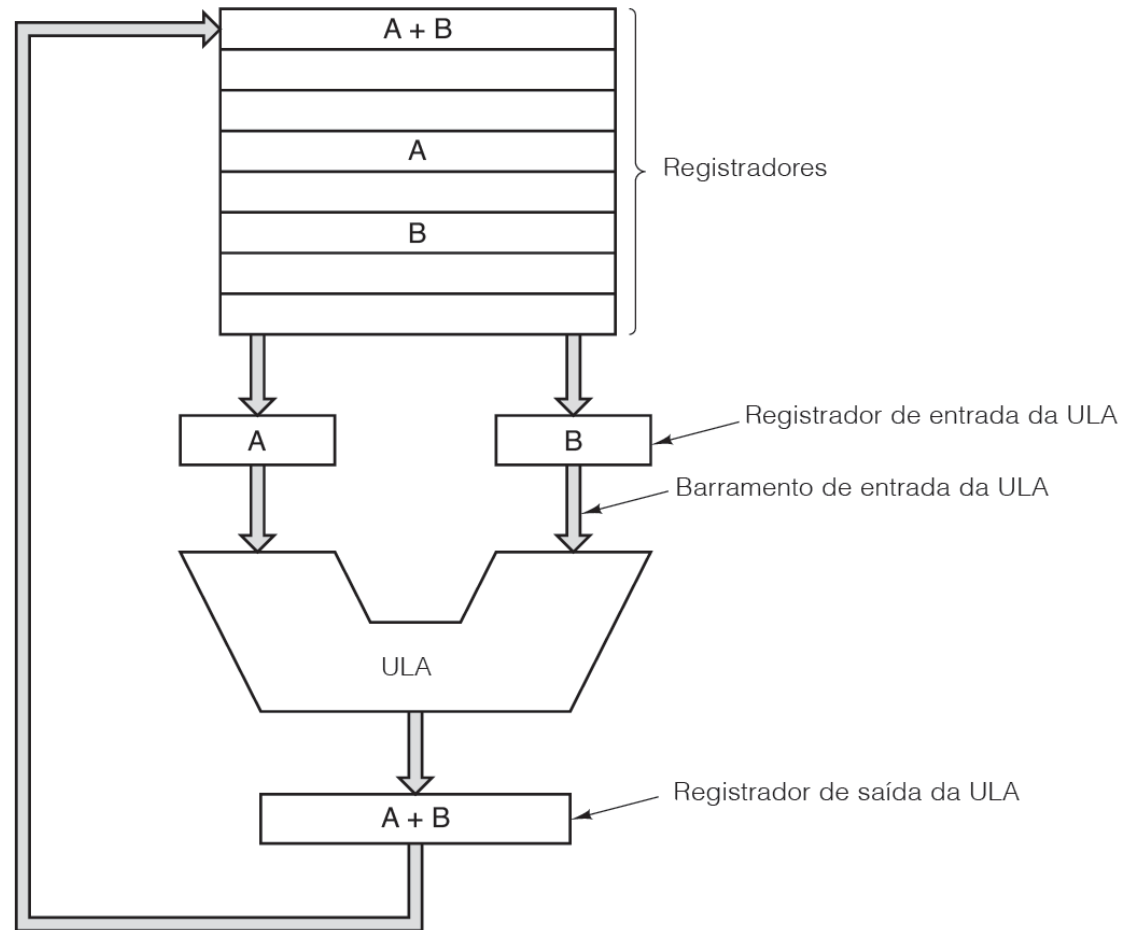 A + B
A
B
Registradores
A
B
Registrador de entrada da ULA
Barramento de entrada da ULA
ULA
A + B
Registrador de saída da ULA